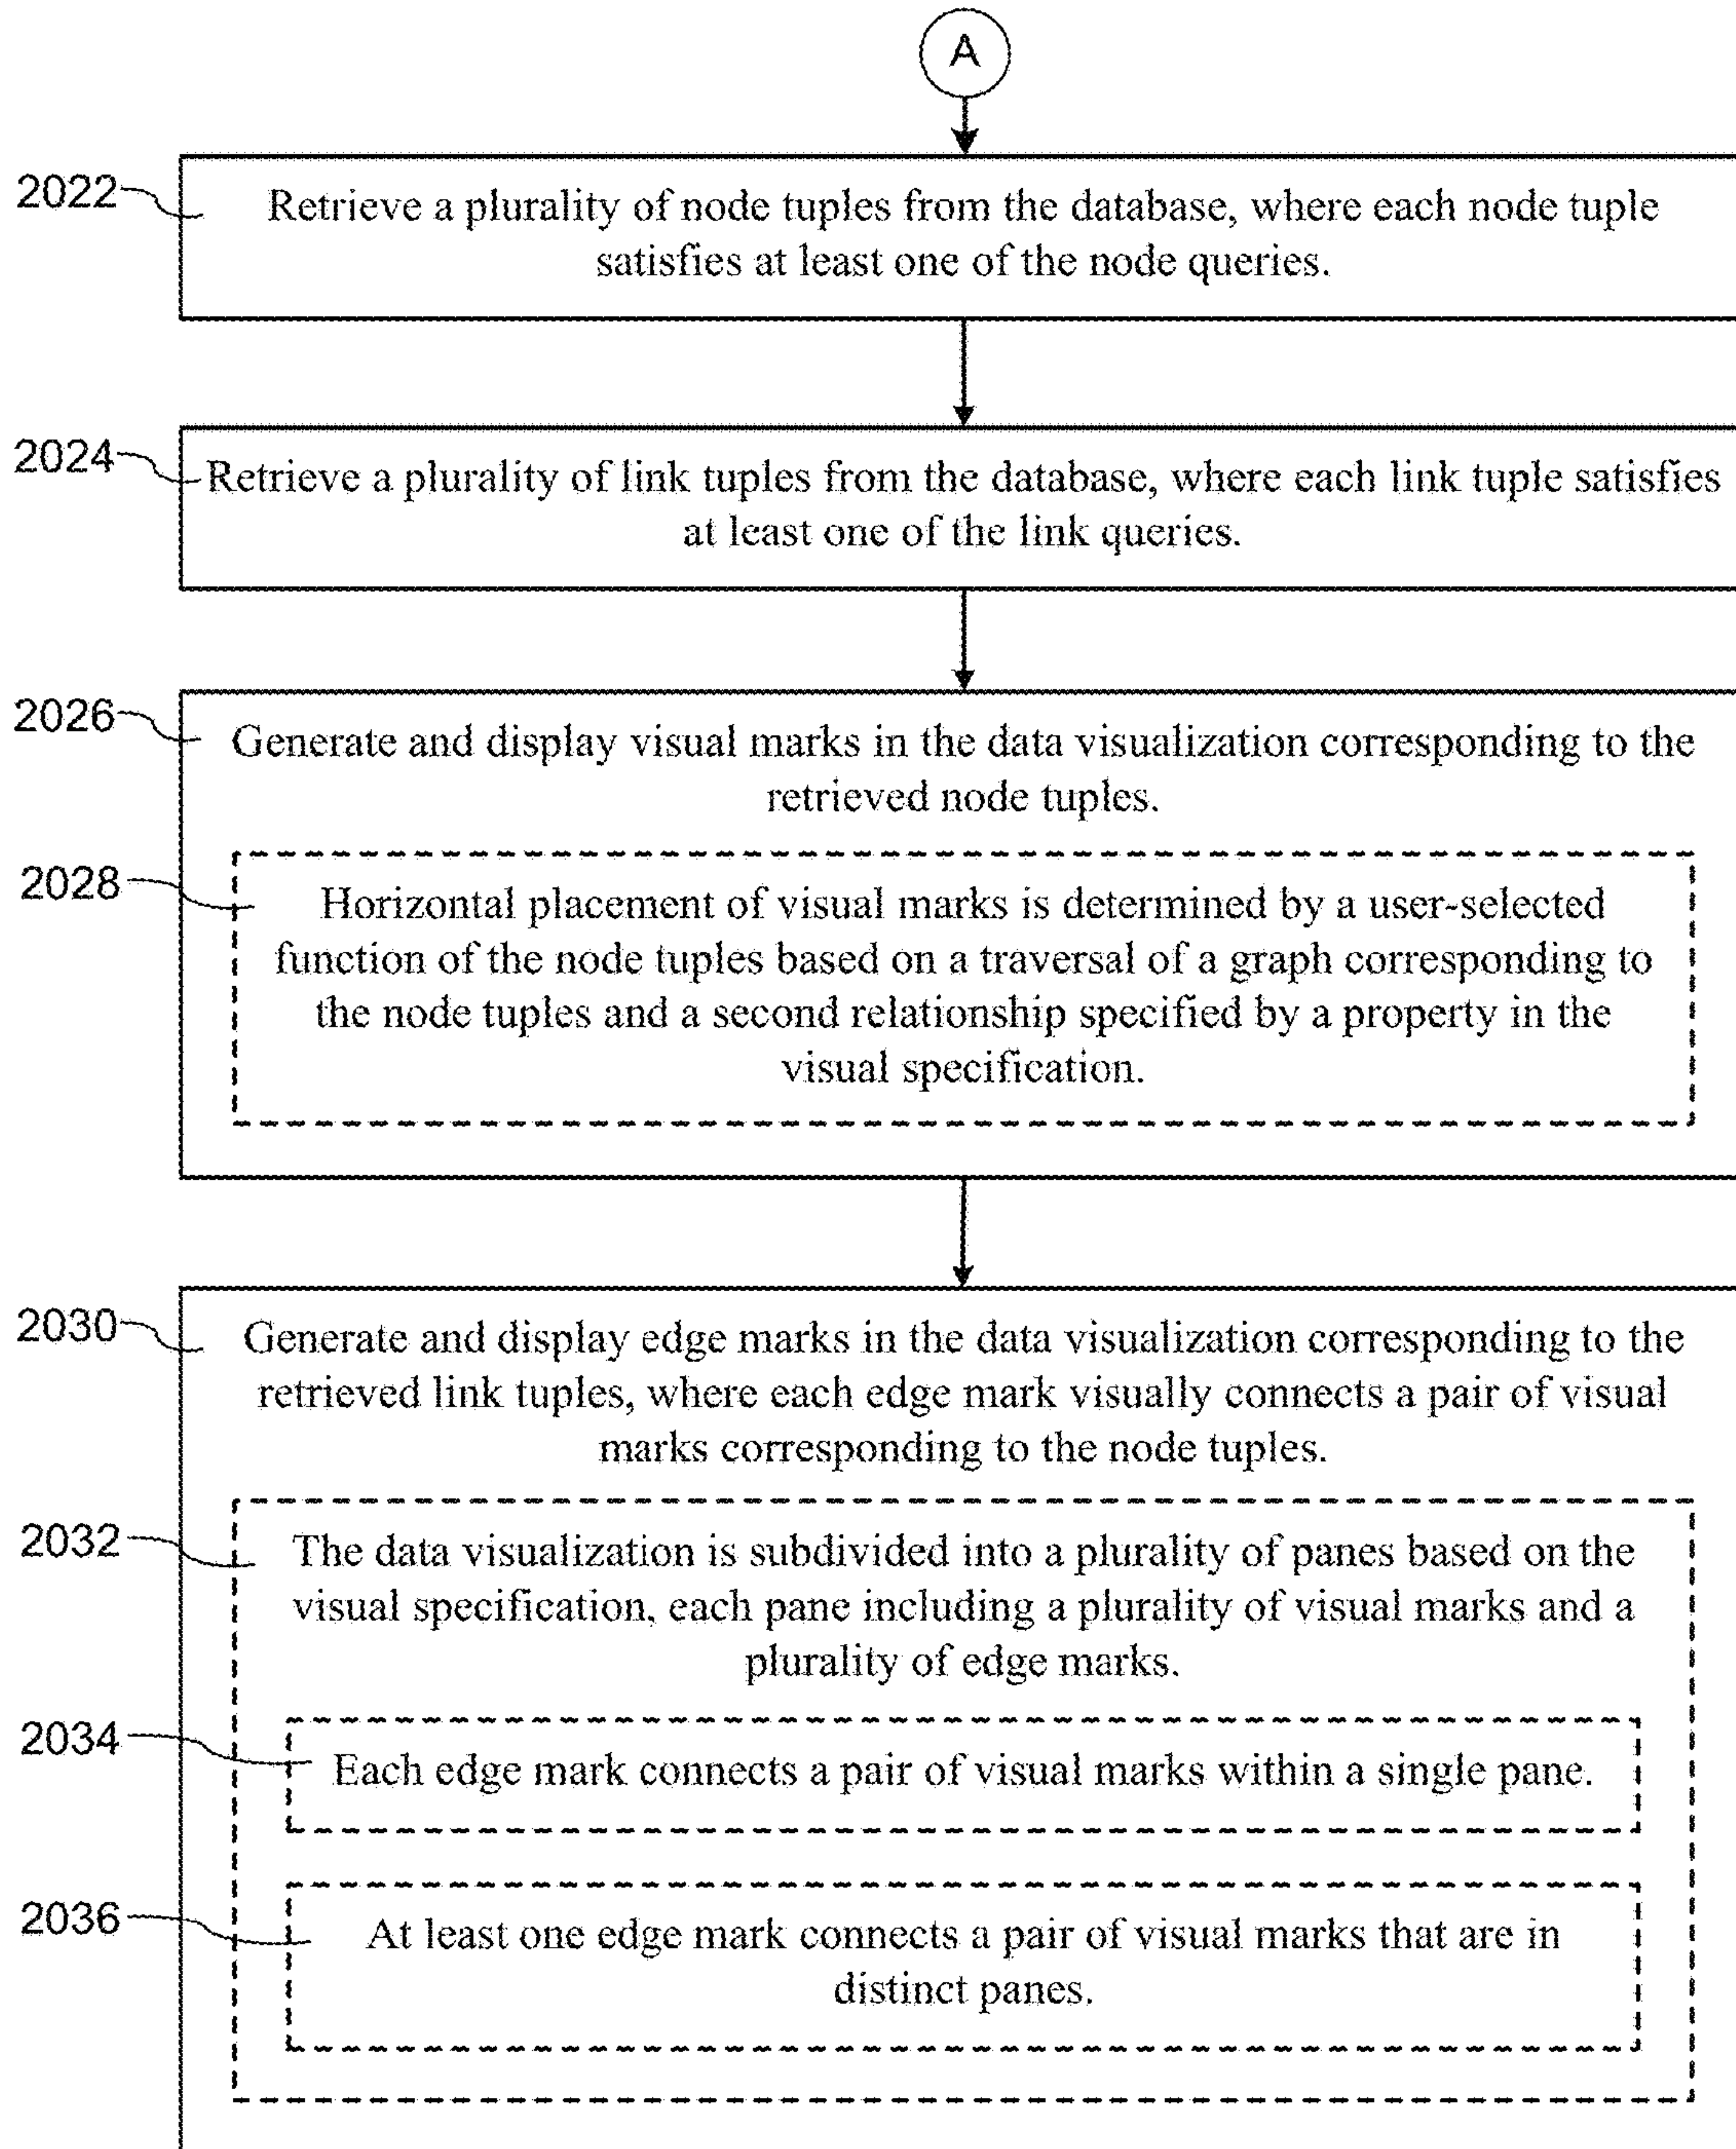 A
2022
Retrieve a plurality of node tuples from the database, where each node tuple
satisfies at least one of the node queries.
2024
Retrieve a plurality of link tuples from the database, where each link tuple satisfies
at least one of the link queries.
2026
Generate and display visual marks in the data visualization corresponding to the
retrieved node tuples.
2028
Horizontal placement of visual marks is determined by a user-selected
function of the node tuples based on a traversal of a graph corresponding to
the node tuples and a second relationship specified by a property in the
visual specification.
2030
Generate and display edge marks in the data visualization corresponding to the
retrieved link tuples, where each edge mark visually connects a pair of visual
marks corresponding to the node tuples.
2032
The data visualization is subdivided into a plurality of panes based on the
visual specification, each pane including a plurality of visual marks and a
plurality of edge marks.
2034
Each edge mark connects a pair of visual marks within a single pane.
2036
At least one edge mark connects a pair of visual marks that are in
distinct panes.